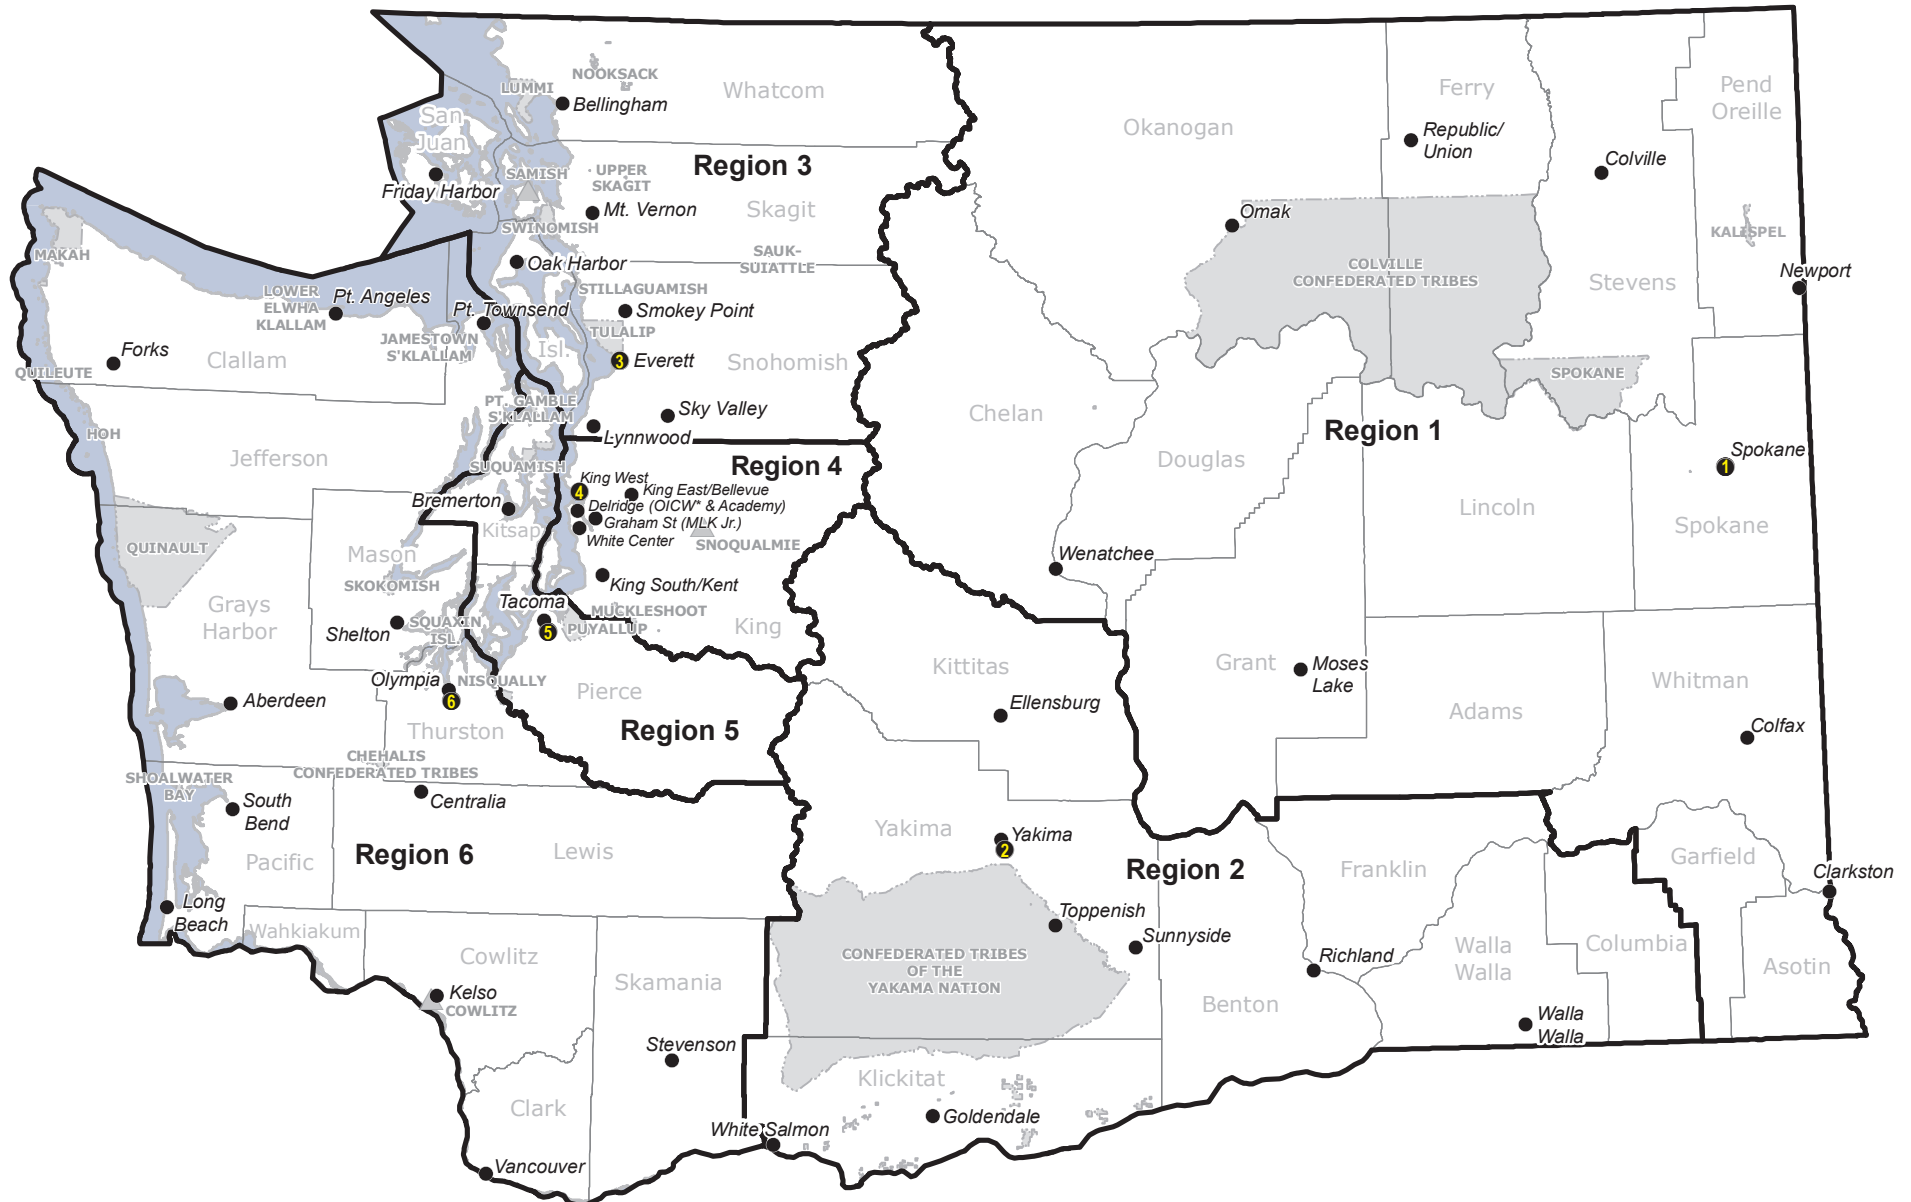 NOOKSACK
LUMMI
Bellingham
Whatcom
San
Juan
Friday Harbor
Region 3
SAMISH
UPPER
SKAGIT
Mt. Vernon
Skagit
SWINOMISH
SAUK-
SUIATTLE
Oak Harbor
STILLAGUAMISH
Smokey Point
TULALIP
Isl.
3
Everett
Snohomish
Sky Valley
Lynnwood
MAKAH
LOWER
ELWHA
KLALLAM
Pt. Angeles
Pt. Townsend
JAMESTOWN
S'KLALLAM
Forks
Clallam
QUILEUTE
HOH
Jefferson
PT. GAMBLE
S'KLALLAM
SUQUAMISH
Bremerton
Kitsap
Region 4
King West
4
King East/Bellevue
Delridge (OICW* & Academy)
Graham St (MLK Jr.)
White Center
SNOQUALMIE
King South/Kent
MUCKLESHOOT
King
Tacoma
5
PUYALLUP
QUINAULT
Mason
SKOKOMISH
Grays
Harbor
Shelton
SQUAXIN
ISL.
Olympia
6
NISQUALLY
Pierce
Region 5
Aberdeen
Thurston
CHEHALIS
CONFEDERATED TRIBES
SHOALWATER
BAY
South
Bend
Centralia
Pacific
Region 6
Lewis
Long
Beach
Wahkiakum
Cowlitz
Kelso
COWLITZ
Skamania
Stevenson
Clark
Vancouver
White Salmon
Okanogan
Ferry
Republic/
Union
Colville
Pend
Oreille
Omak
KALISPEL
COLVILLE
CONFEDERATED TRIBES
Stevens
Newport
SPOKANE
Chelan
Region 1
Douglas
Spokane
1
Lincoln
Spokane
Wenatchee
Kittitas
Ellensburg
Grant
Moses
Lake
Adams
Whitman
Colfax
Yakima
Yakima
2
Region 2
Franklin
Garfield
Clarkston
Toppenish
Sunnyside
CONFEDERATED TRIBES
OF THE
YAKAMA NATION
Richland
Benton
Walla
Walla
Columbia
Asotin
Walla
Walla
Klickitat
Goldendale